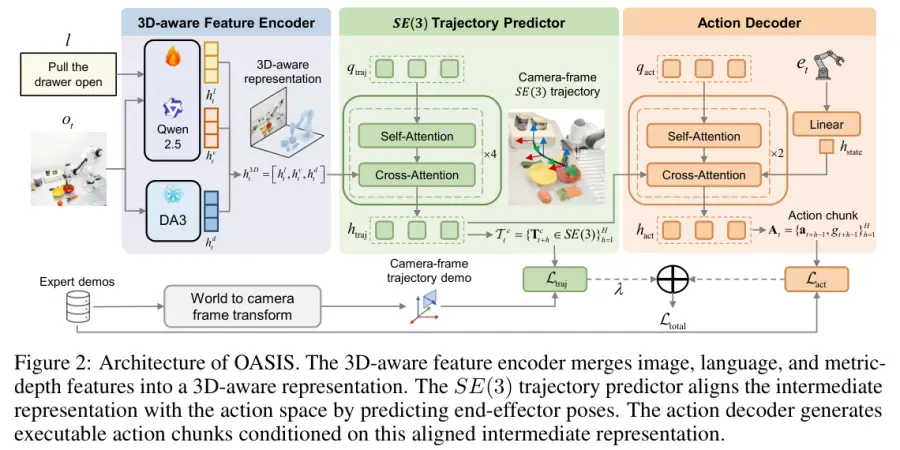 3D-aware Feature Encoder
SE(3) Trajectory Predictor
Action Decoder
l
Pull the
drawer open
o_t
Qwen
2.5
DA3
h_t^l
h_t^v
h_t^d
3D-aware
representation
h_t^{3D} = [h_t^l, h_t^v, h_t^d]
q_traj
Self-Attention
Cross-Attention
×4
h_traj
Camera-frame
SE(3) trajectory
𝒯_t^c = {T_{t+h}^c ∈ SE(3)}_{h=1}^H
q_act
e_t
Linear
h_state
Self-Attention
Cross-Attention
×2
h_act
Action chunk
A_t = {a_{t+h−1}, g_{t+h−1}}_{h=1}^H
Expert demos
World to camera
frame transform
Camera-frame
trajectory demo
ℒ_traj
λ
ℒ_total
ℒ_act
Figure 2: Architecture of OASIS. The 3D-aware feature encoder merges image, language, and metric-
depth features into a 3D-aware representation. The SE(3) trajectory predictor aligns the intermediate
representation with the action space by predicting end-effector poses. The action decoder generates
executable action chunks conditioned on this aligned intermediate representation.